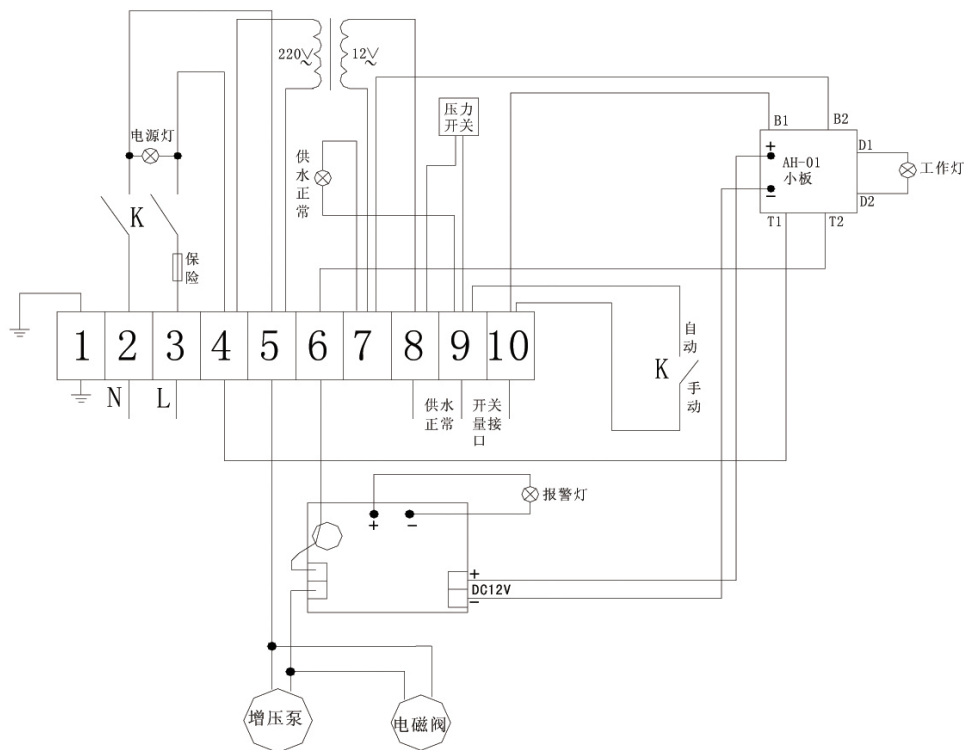 220V
~
12V
~
压力
开关
B1
B2
电源灯
供水正常
+
AH-01
小板
-
D1
D2
工作灯
T1
T2
K
保险
1
2
3
4
5
6
7
8
9
10
N
L
供水
正常
开关
量接
口
自动
K
手动
+
-
报警灯
+
DC12V
-
增压泵
电磁阀